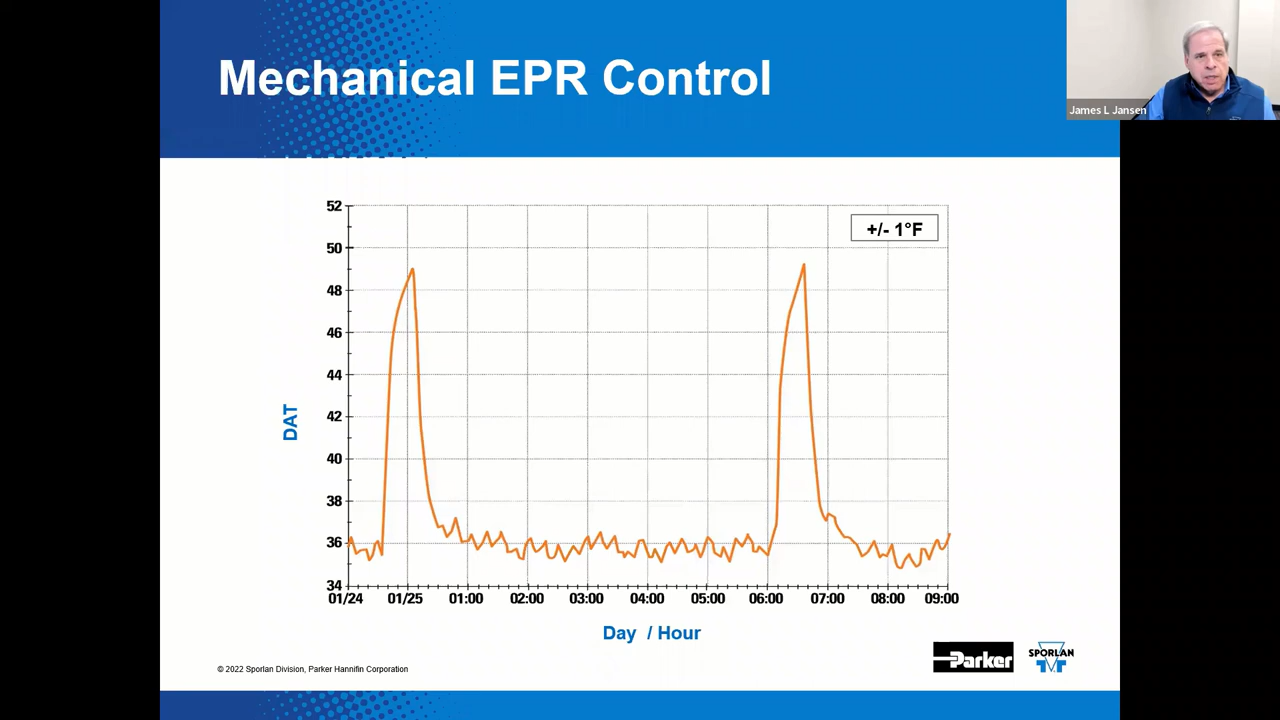 Mechanical EPR Control
James L Jansen
+/- 1°F
52
50
48
46
44
42
40
38
36
34
DAT
01/24 01/25 01:00 02:00 03:00 04:00 05:00 06:00 07:00 08:00 09:00
Day / Hour
© 2022 Sporlan Division, Parker Hannifin Corporation
Parker
SPORLAN